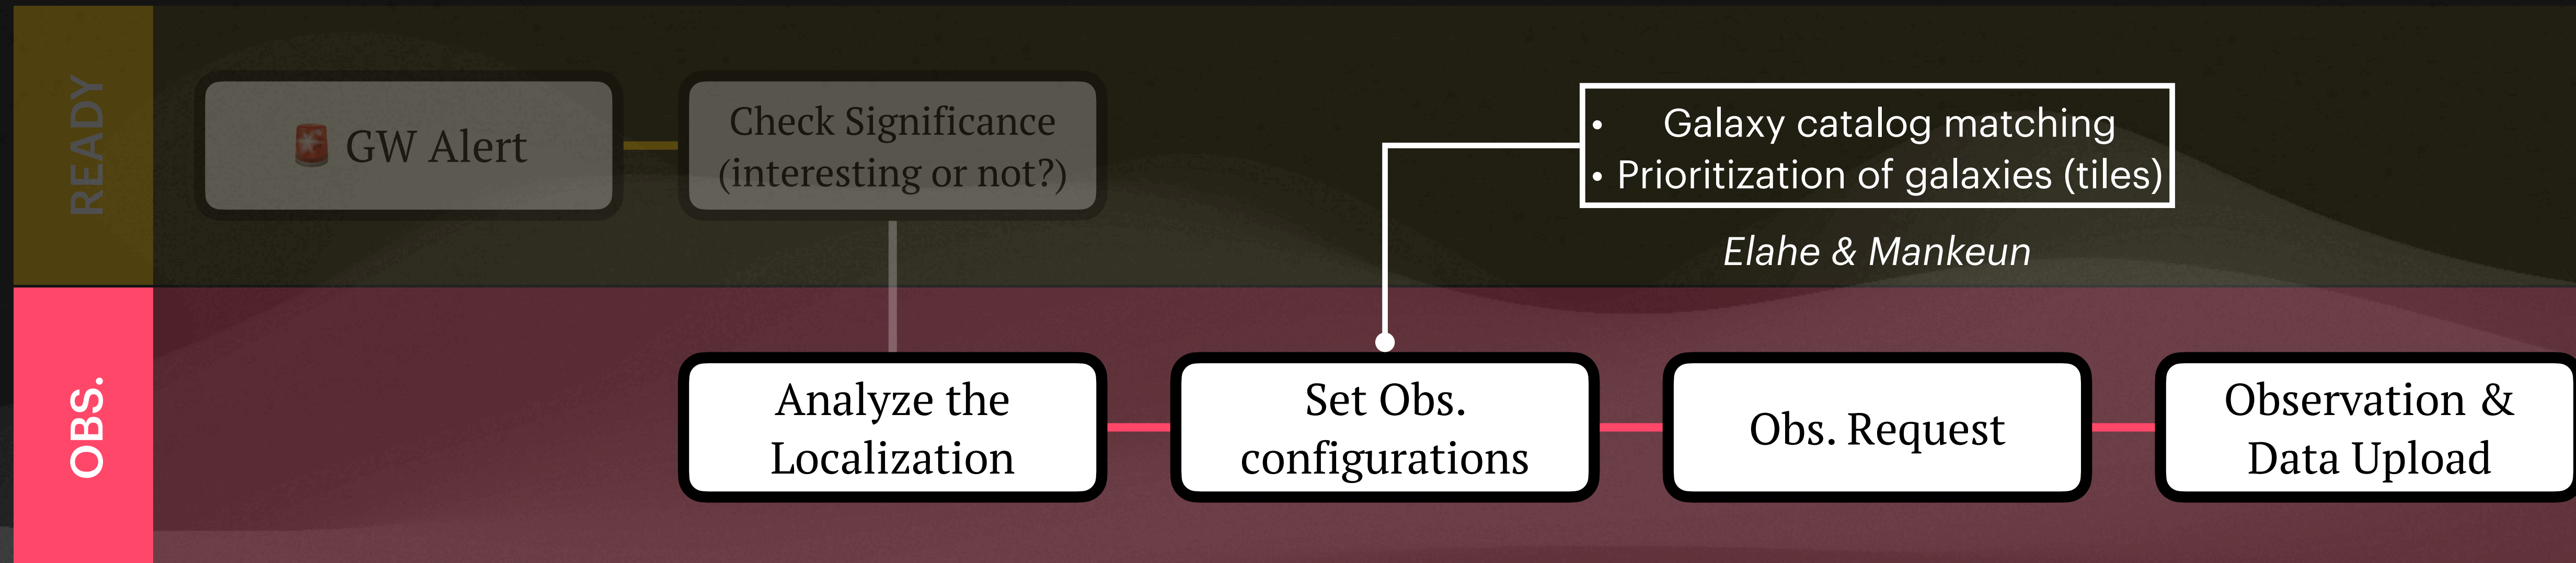 READY
🚨 GW Alert
Check Significance
(interesting or not?)
• Galaxy catalog matching
• Prioritization of galaxies (tiles)
Elahe & Mankeun
OBS.
Analyze the
Localization
Set Obs.
configurations
Obs. Request
Observation &
Data Upload